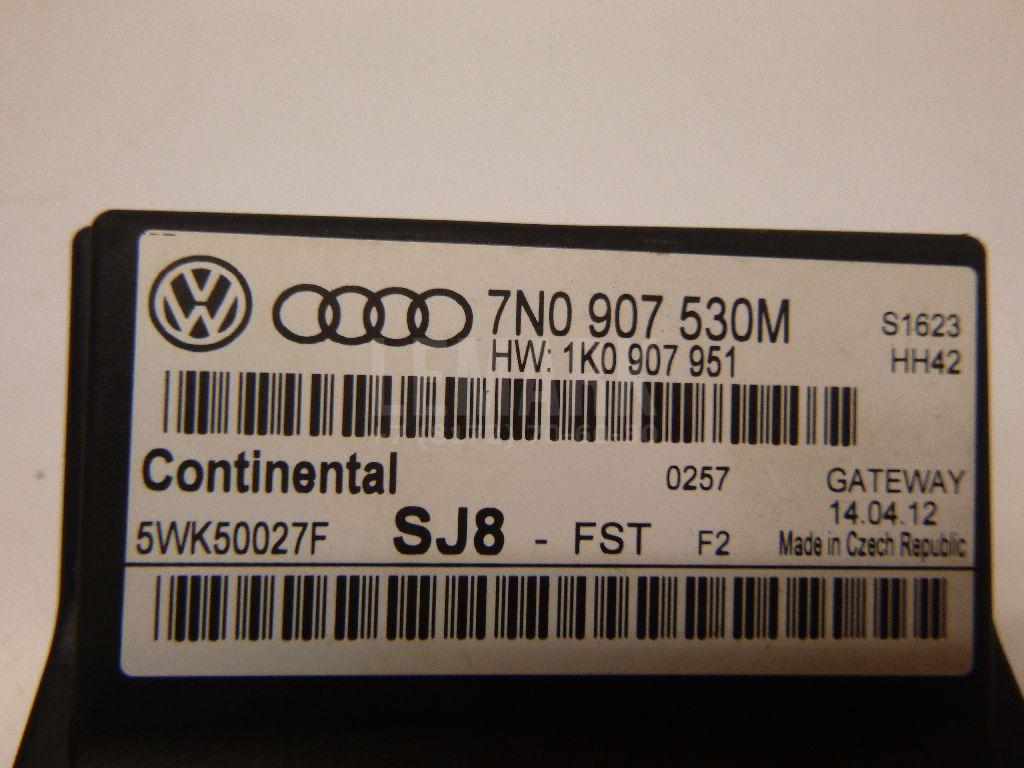 7N0 907 530M
S1623
HW: 1K0 907 951
HH42
Continental
0257
GATEWAY
14.04.12
5WK50027F
SJ8 - FST F2
Made in Czech Republic